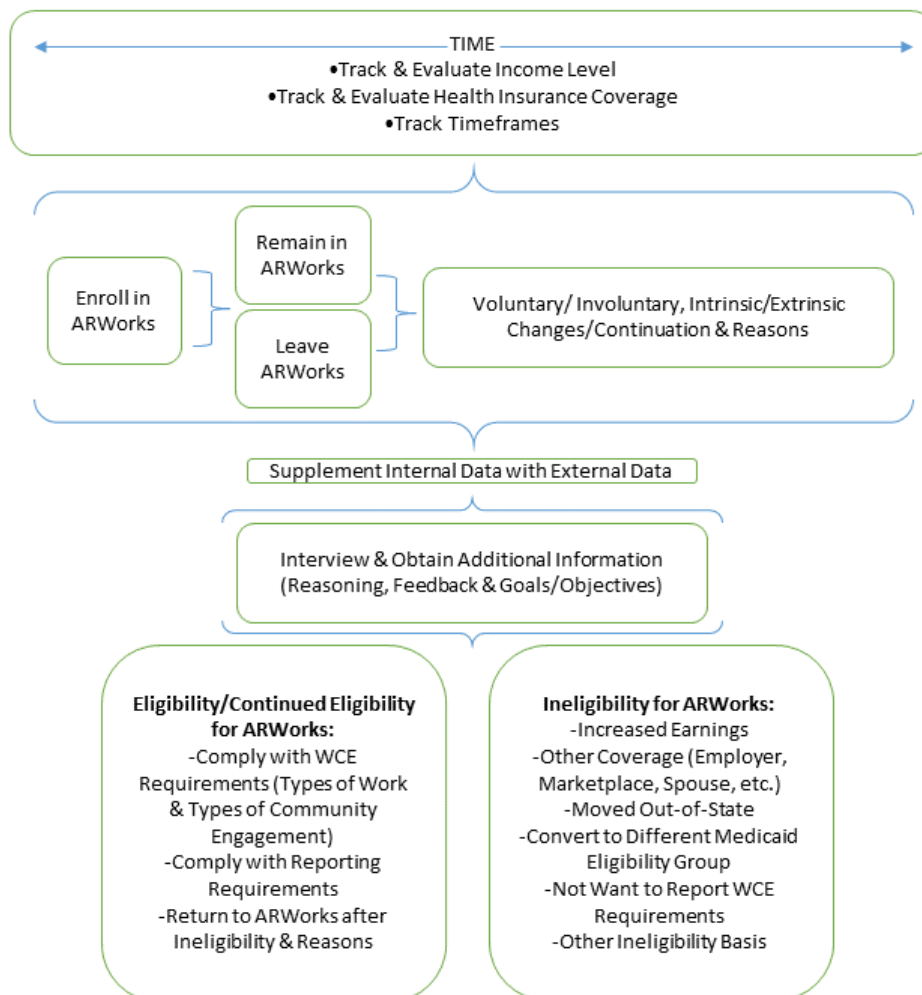 TIME
•Track & Evaluate Income Level
•Track & Evaluate Health Insurance Coverage
•Track Timeframes
Enroll in
ARWorks
Remain in
ARWorks
Leave
ARWorks
Voluntary/ Involuntary, Intrinsic/Extrinsic
Changes/Continuation & Reasons
Supplement Internal Data with External Data
Interview & Obtain Additional Information
(Reasoning, Feedback & Goals/Objectives)
Eligibility/Continued Eligibility
for ARWorks:
-Comply with WCE
Requirements (Types of Work
& Types of Community
Engagement)
-Comply with Reporting
Requirements
-Return to ARWorks after
Ineligibility & Reasons
Ineligibility for ARWorks:
-Increased Earnings
-Other Coverage (Employer,
Marketplace, Spouse, etc.)
-Moved Out-of-State
-Convert to Different Medicaid
Eligibility Group
-Not Want to Report WCE
Requirements
-Other Ineligibility Basis